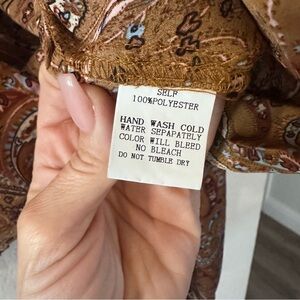 SELF
100%POLYESTER
HAND WASH COLD
WATER SEPARATELY
COLOR WILL BLEED
NO BLEACH
DO NOT TUMBLE DRY